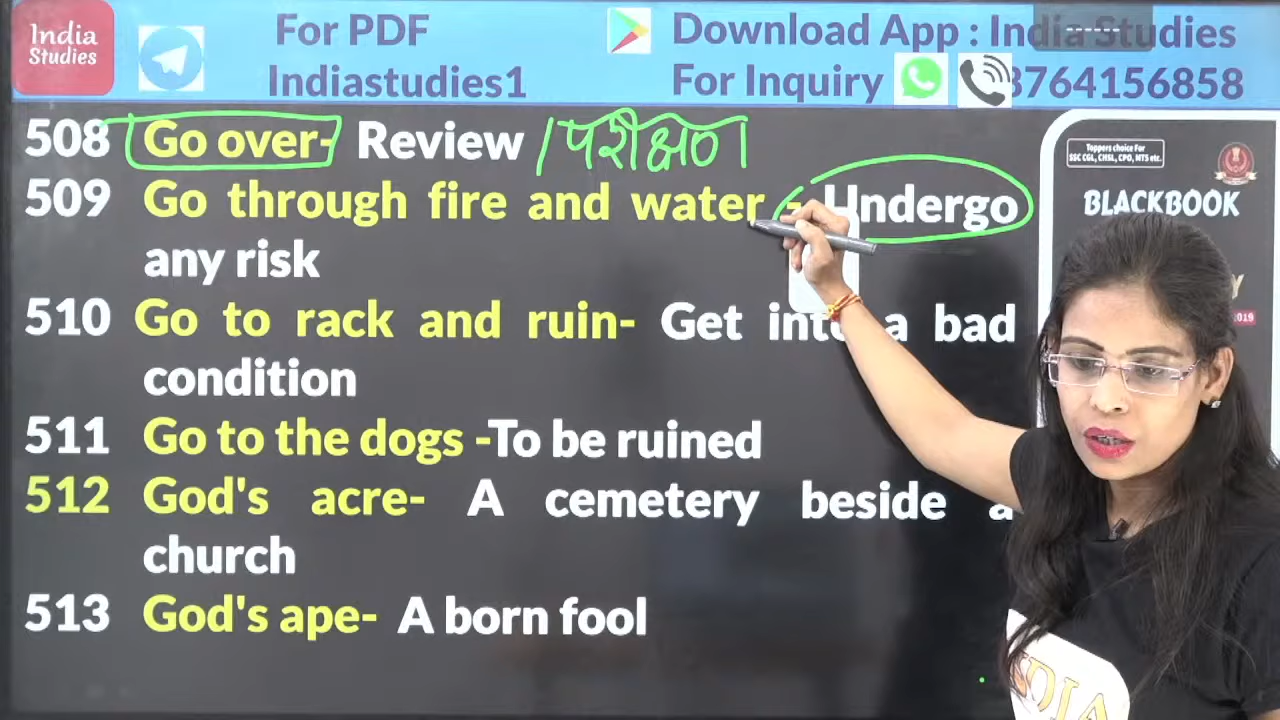 India
Studies
For PDF
Indiastudies1
Download App : India Studies
For Inquiry 8764156858
508 Go over- Review /परीक्षण
509 Go through fire and water - Undergo
any risk
510 Go to rack and ruin- Get into a bad
condition
511 Go to the dogs -To be ruined
512 God's acre- A cemetery beside a
church
513 God's ape- A born fool
Toppers choice For
SSC CGL, CHSL, CPO, MTS etc.
BLACKBOOK
2019